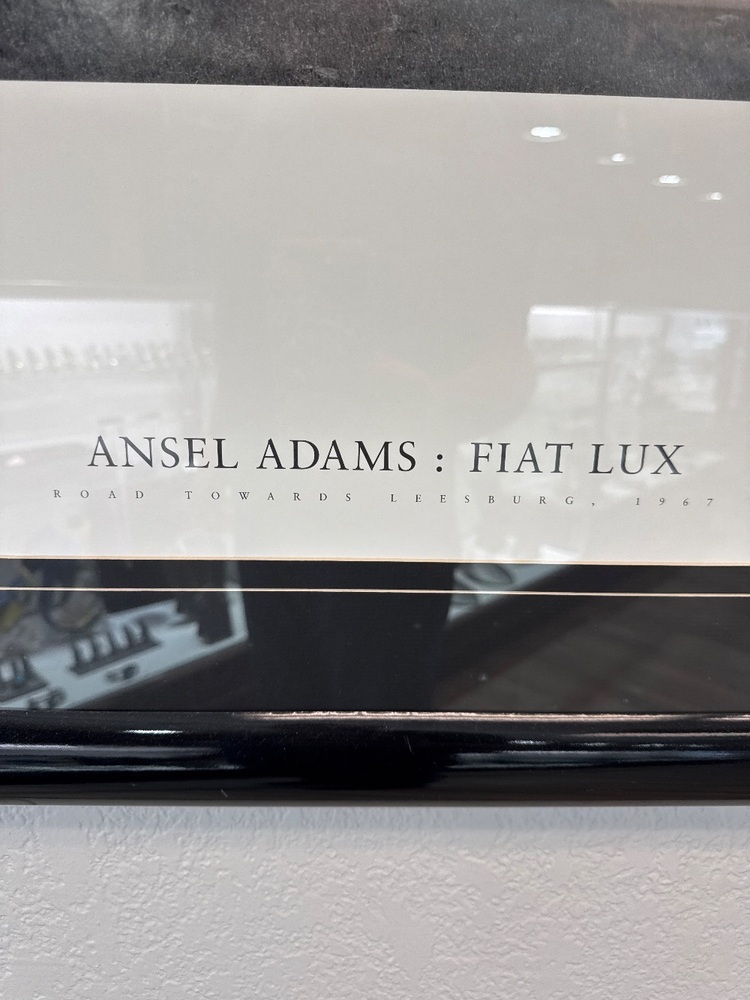 ANSEL ADAMS : FIAT LUX
ROAD TOWARDS LEESBURG, 1967